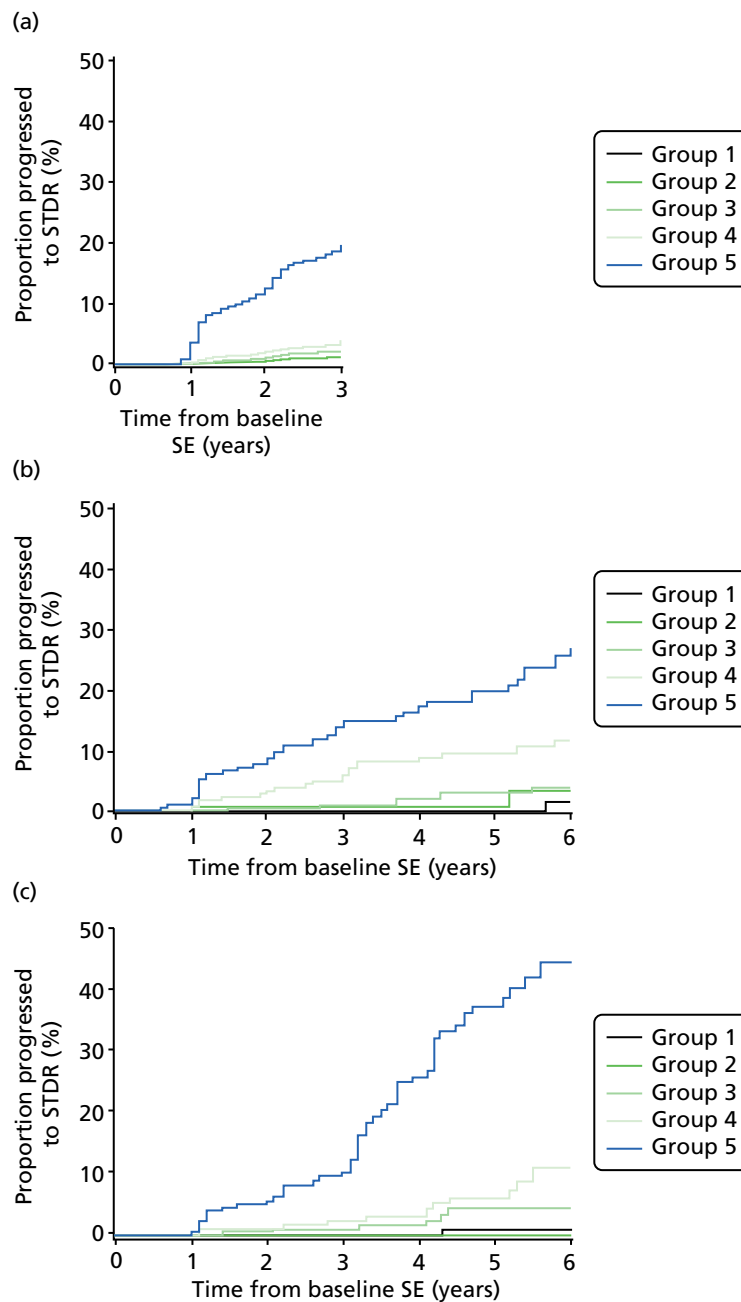 (a)
Proportion progressed
to STDR (%)
50
40
30
20
10
0
0 1 2 3
Time from baseline
SE (years)
Group 1
Group 2
Group 3
Group 4
Group 5
(b)
Proportion progressed
to STDR (%)
50
40
30
20
10
0
0 1 2 3 4 5 6
Time from baseline SE (years)
Group 1
Group 2
Group 3
Group 4
Group 5
(c)
Proportion progressed
to STDR (%)
50
40
30
20
10
0
0 1 2 3 4 5 6
Time from baseline SE (years)
Group 1
Group 2
Group 3
Group 4
Group 5